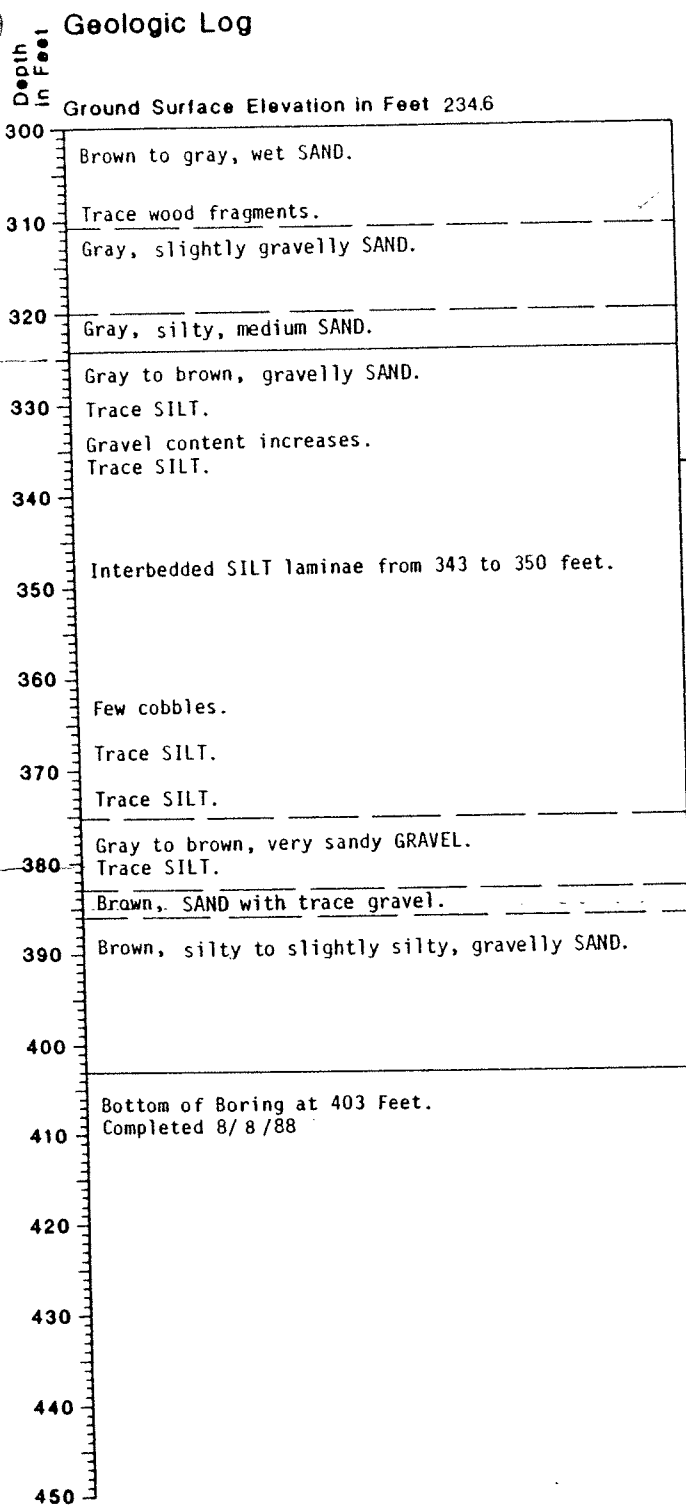 Geologic Log
Depth
in Feet
Ground Surface Elevation in Feet 234.6
300
Brown to gray, wet SAND.
Trace wood fragments.
310
Gray, slightly gravelly SAND.
320
Gray, silty, medium SAND.
Gray to brown, gravelly SAND.
330
Trace SILT.
Gravel content increases.
Trace SILT.
340
Interbedded SILT laminae from 343 to 350 feet.
350
360
Few cobbles.
Trace SILT.
370
Trace SILT.
Gray to brown, very sandy GRAVEL.
380
Trace SILT.
Brown, SAND with trace gravel.
390
Brown, silty to slightly silty, gravelly SAND.
400
Bottom of Boring at 403 Feet.
410
Completed 8/8/88
420
430
440
450